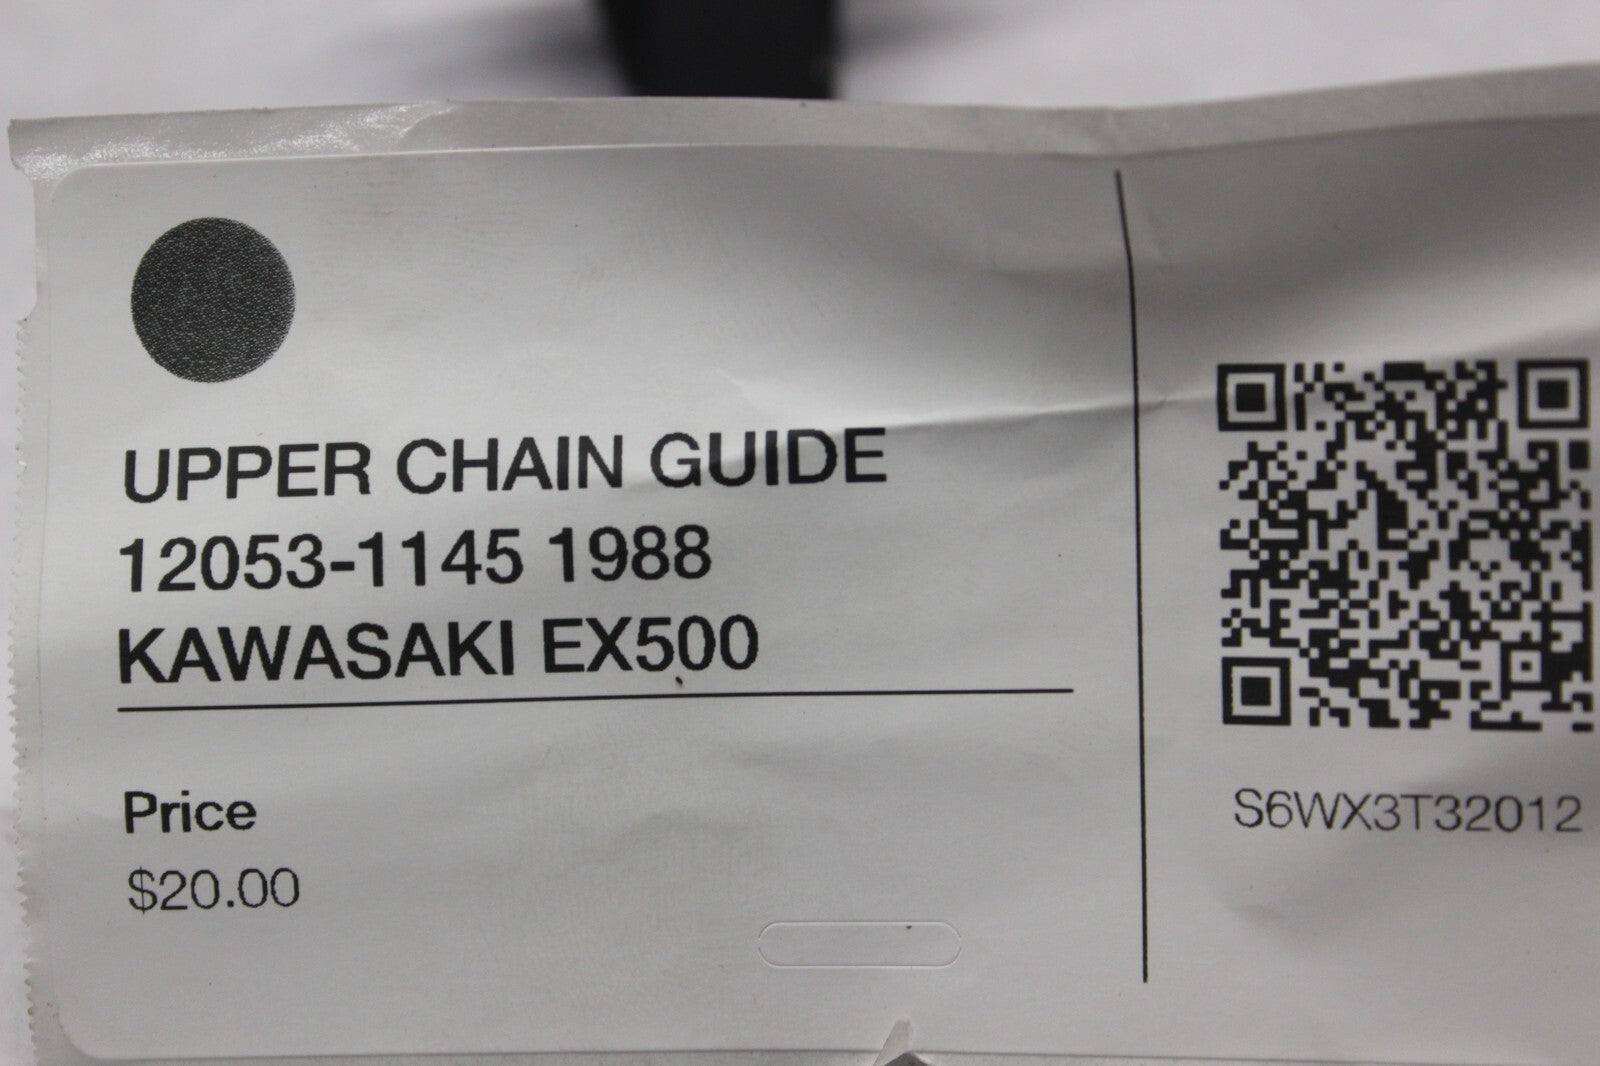 UPPER CHAIN GUIDE
12053-1145 1988
KAWASAKI EX500
Price
$20.00
S6WX3T32012